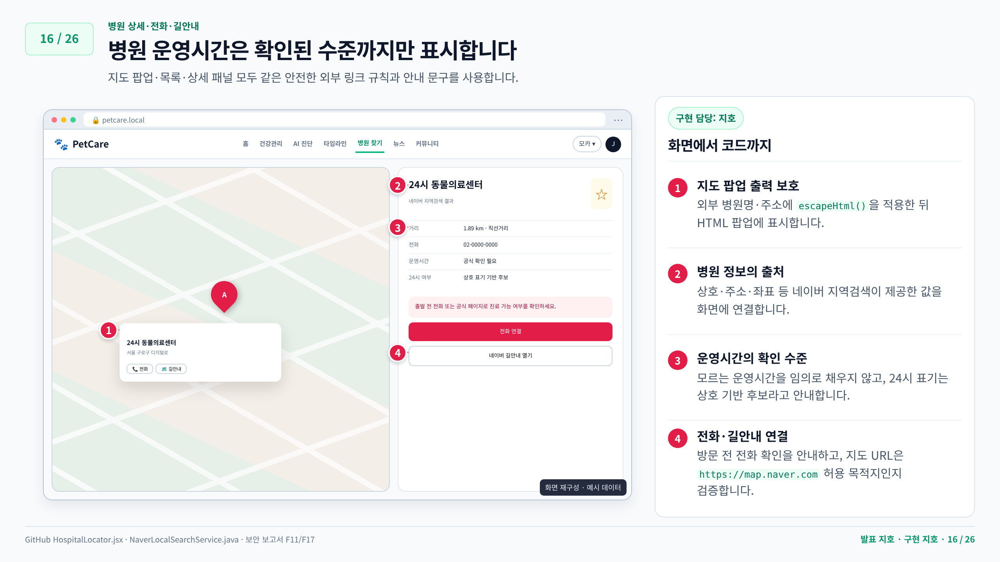 16 / 26
병원 상세·전화·길안내
병원 운영시간은 확인된 수준까지만 표시합니다
지도 팝업·목록·상세 패널 모두 같은 안전한 외부 링크 규칙과 안내 문구를 사용합니다.
petcare.local
...
PetCare
홈 건강관리 AI 진단 타임라인 병원 찾기 뉴스 커뮤니티
모카 ▾
J
A
1
24시 동물의료센터
서울 구로구 디지털로
전화 길안내
2
24시 동물의료센터
☆
네이버 지역검색 결과
3
거리 1.89 km · 직선거리
전화 02-0000-0000
운영시간 공식 확인 필요
24시 여부 상호 표기 기반 후보
출발 전 전화 또는 공식 페이지로 진료 가능 여부를 확인하세요.
전화 연결
4
네이버 길안내 열기
화면 재구성 · 예시 데이터
구현 담당: 지호
화면에서 코드까지
1 지도 팝업 출력 보호
외부 병원명·주소에 escapeHtml()을 적용한 뒤
HTML 팝업에 표시합니다.
2 병원 정보의 출처
상호·주소·좌표 등 네이버 지역검색이 제공한 값을
화면에 연결합니다.
3 운영시간의 확인 수준
모르는 운영시간을 임의로 채우지 않고, 24시 표기는
상호 기반 후보라고 안내합니다.
4 전화·길안내 연결
방문 전 전화 확인을 안내하고, 지도 URL은
https://map.naver.com 허용 목적지인지
검증합니다.
GitHub HospitalLocator.jsx · NaverLocalSearchService.java · 보안 보고서 F11/F17
발표 지호 · 구현 지호 · 16 / 26